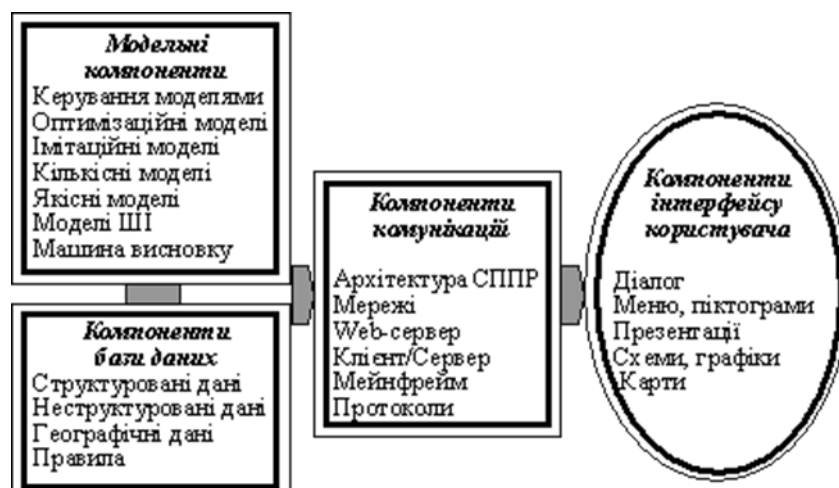 Модельні
компоненти
Керування моделями
Оптимізаційні моделі
Імітаційні моделі
Кількісні моделі
Якісні моделі
Моделі ШІ
Машина висновку
Компоненти
бази даних
Структуровані дані
Неструктуровані дані
Географічні дані
Правила
Компоненти
комунікацій
Архітектура СППР
Мережі
Web-сервер
Клієнт/Сервер
Мейнфрейм
Протоколи
Компоненти
інтерфейсу
користувача
Діалог
Меню, піктограми
Презентації
Схеми, графіки
Карти